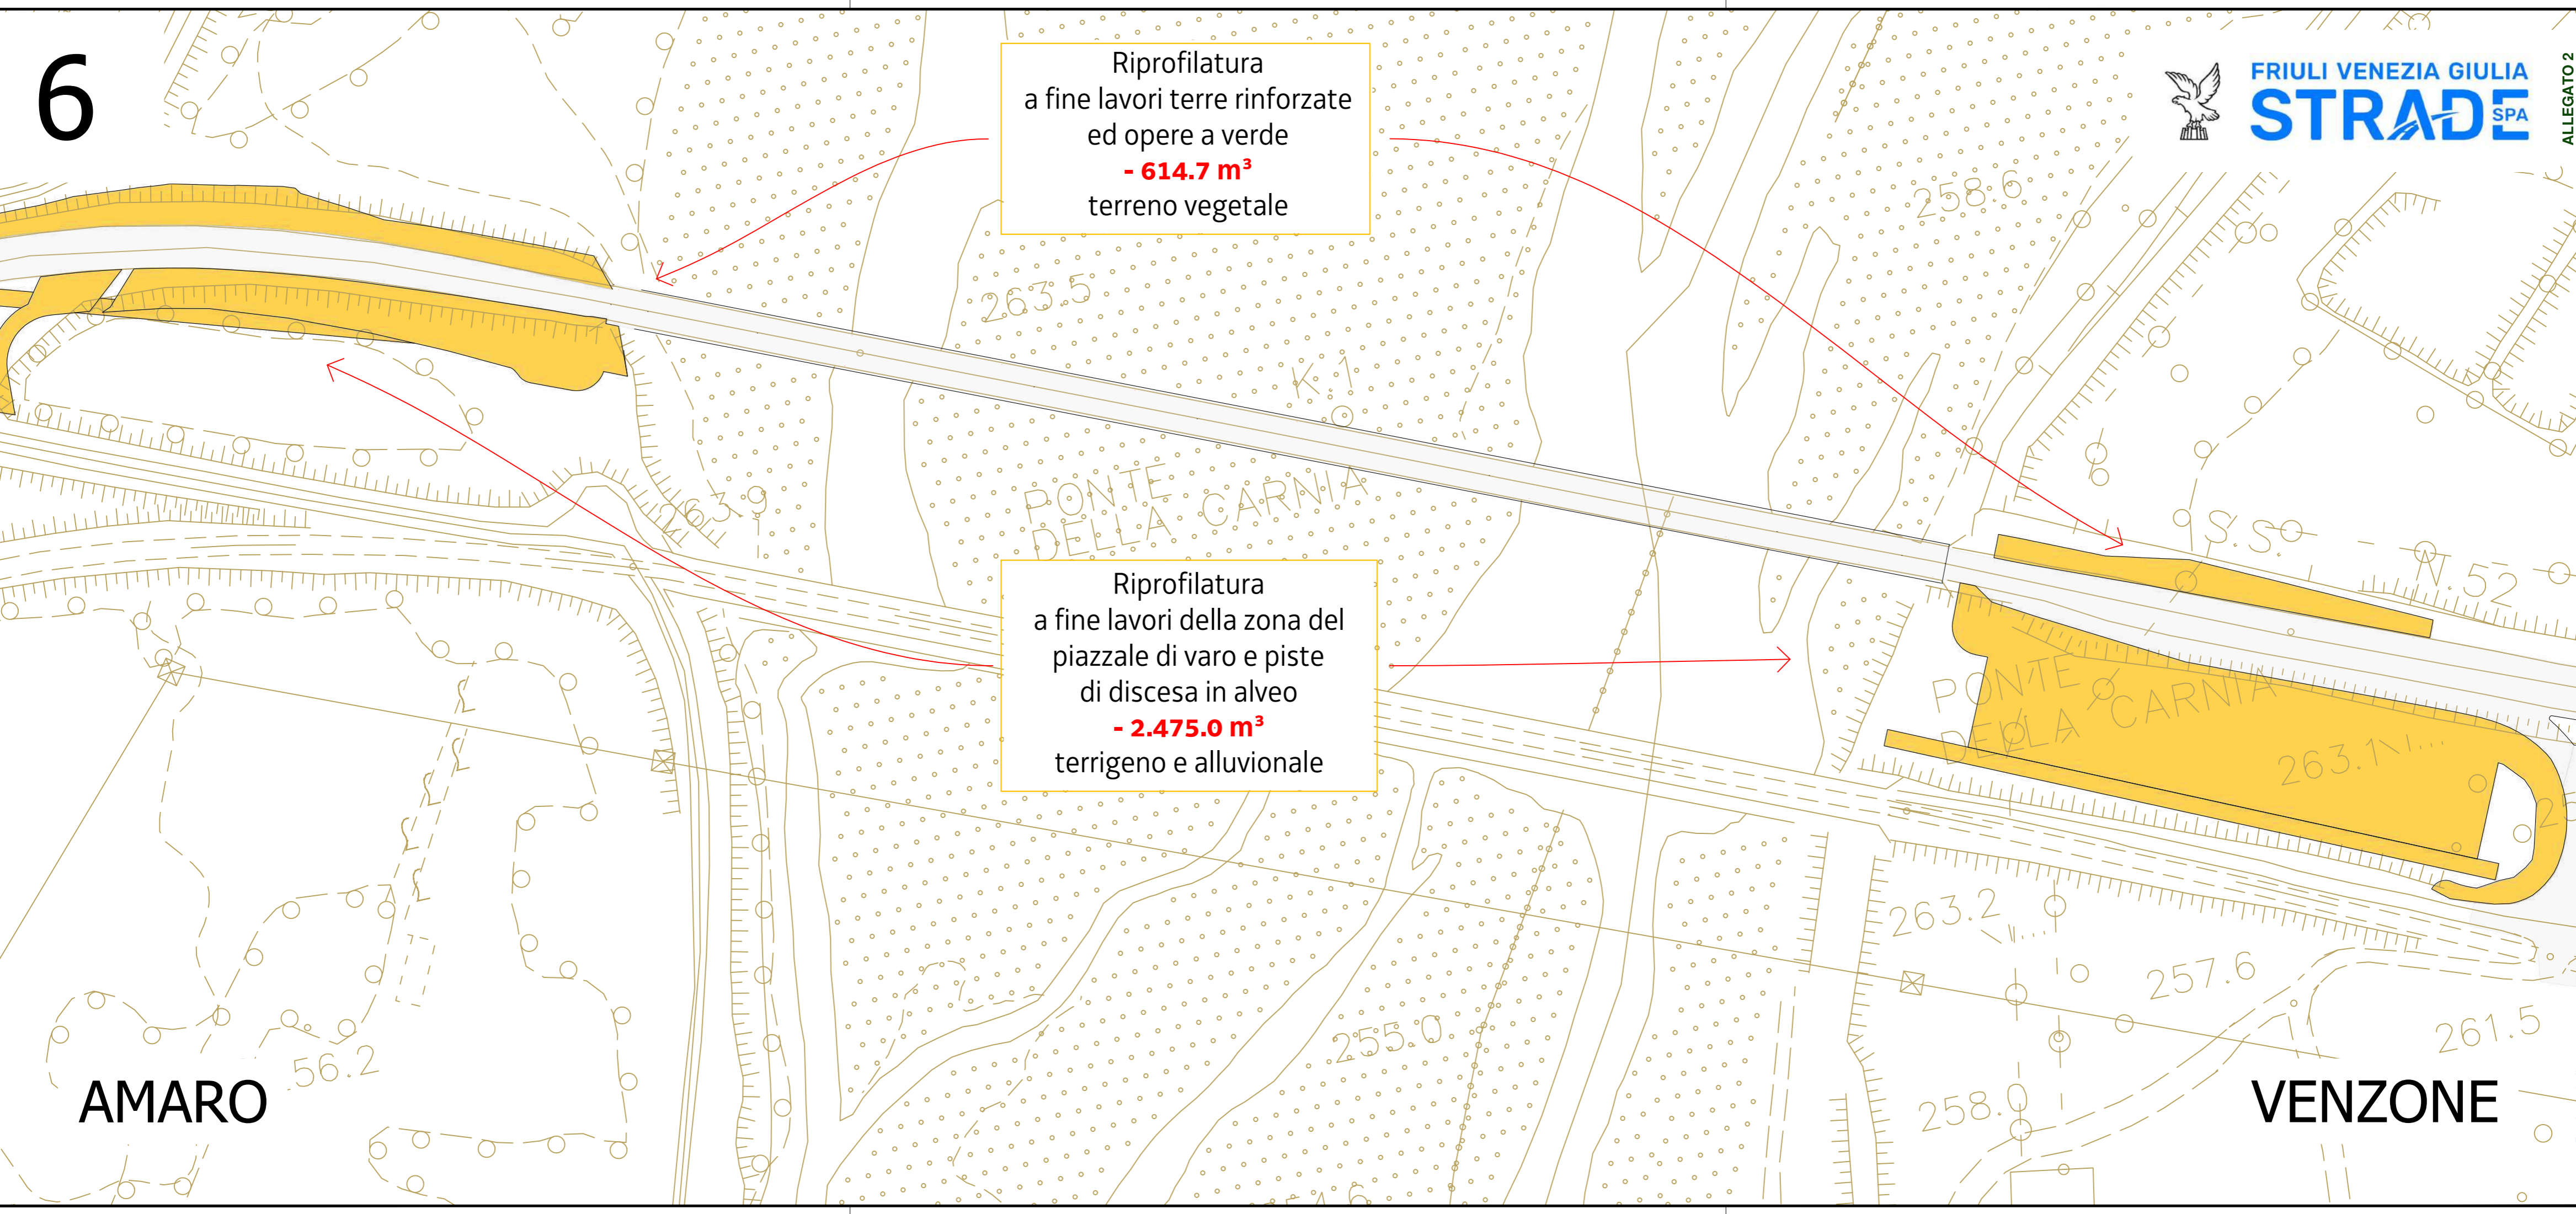 6
Riprofilatura
a fine lavori terre rinforzate
ed opere a verde
- 614.7 m³
terreno vegetale
FRIULI VENEZIA GIULIA
STRADE SPA
ALLEGATO 2
258.6
263.5
K.1
PONTE
DELLA CARNIA
263.9
S.S. N.52
Riprofilatura
a fine lavori della zona del
piazzale di varo e piste
di discesa in alveo
- 2.475.0 m³
terrigeno e alluvionale
PONTE
DELLA CARNIA
263.1
263.2
257.6
255.0
261.5
56.2
258.0
AMARO
VENZONE